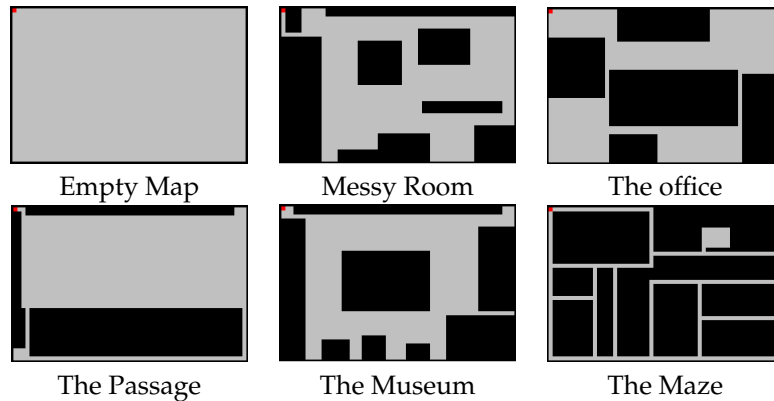 Empty Map
Messy Room
The office
The Passage
The Museum
The Maze